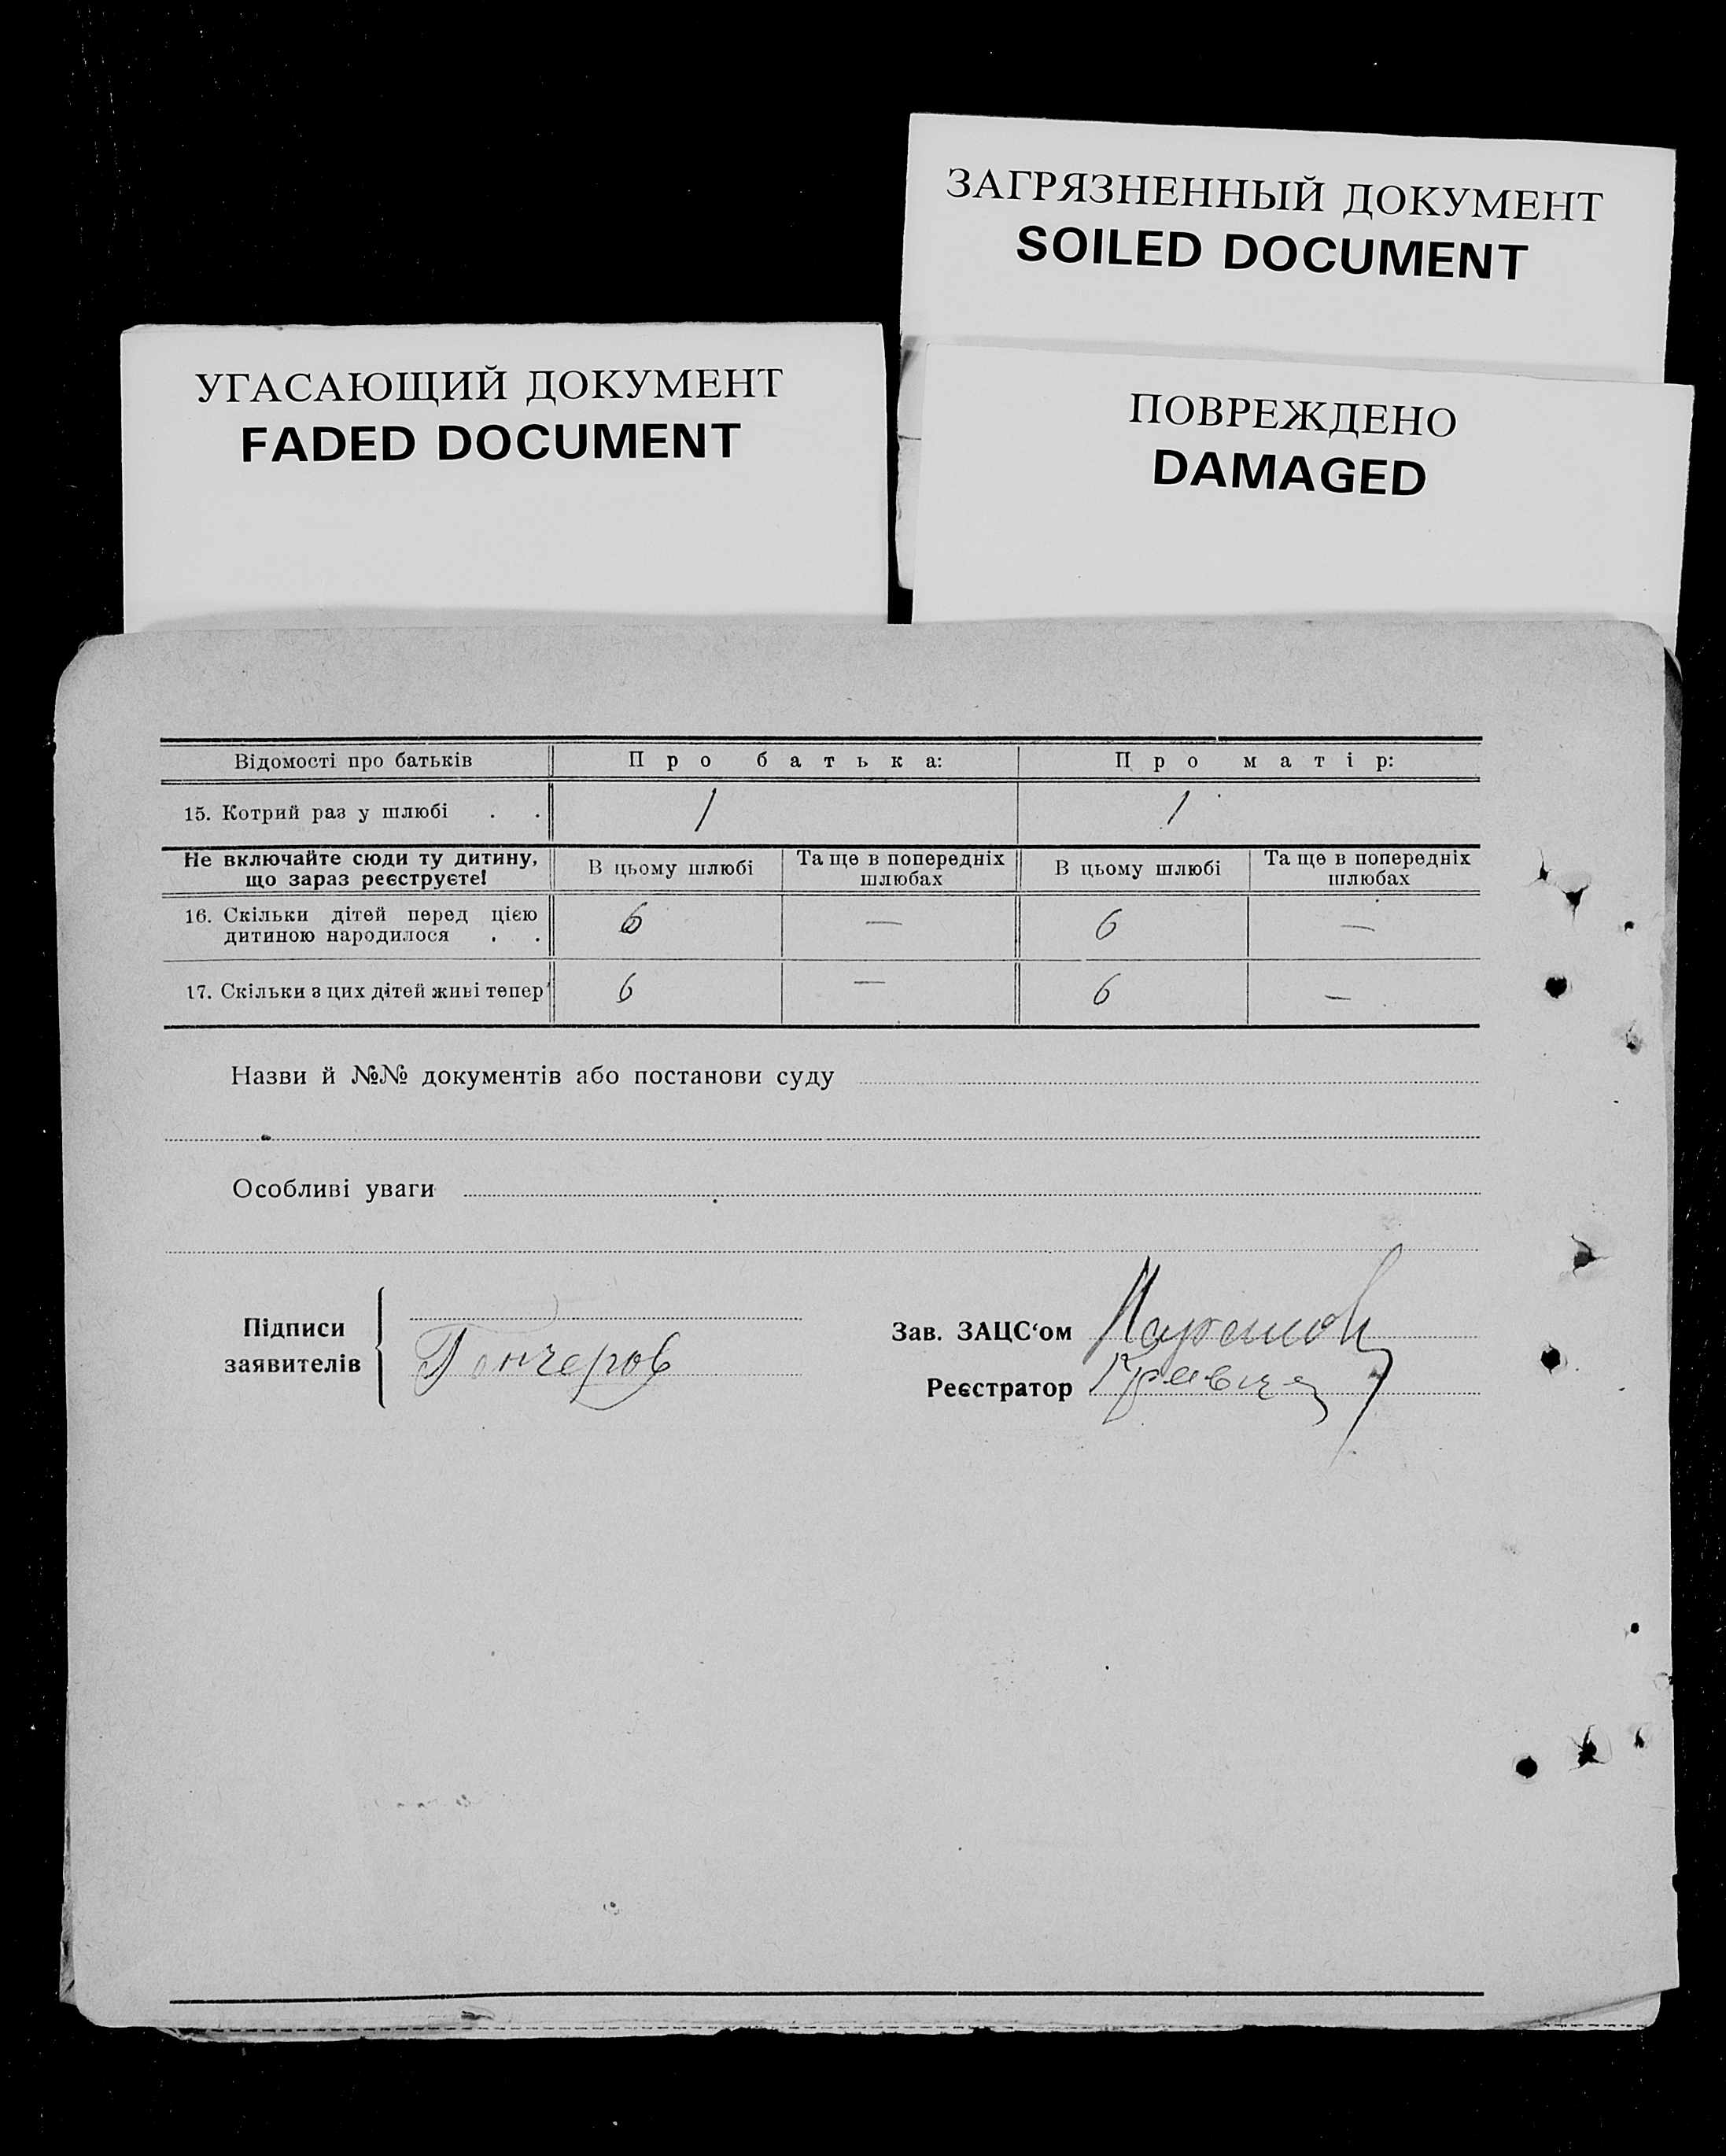 ЗАГРЯЗНЕННЫЙ ДОКУМЕНТ
SOILED DOCUMENT
УГАСАЮЩИЙ ДОКУМЕНТ
FADED DOCUMENT
ПОВРЕЖДЕНО
DAMAGED
Відомості про батьків Про батька: Про матір:
15. Котрий раз у шлюбі . . 1 1
Не включайте сюди ту дитину, що зараз реєструєте! В цьому шлюбі Та ще в попередніх шлюбах В цьому шлюбі Та ще в попередніх шлюбах
16. Скільки дітей перед цією
дитиною народилося . . 6 — 6 —
17. Скільки з цих дітей живі тепер 6 — 6 —
Назви й №№ документів або постанови суду
Особливі уваги
Підписи
заявителів
Гончеров
Зав. ЗАЦС‘ом
Реєстратор